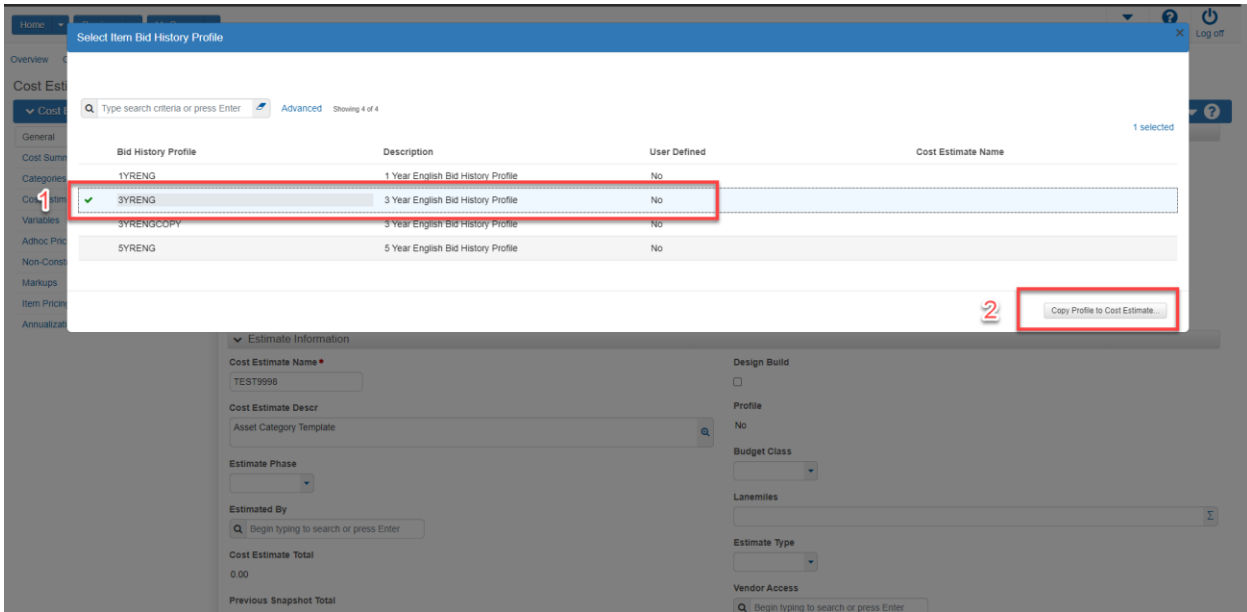 Home
Log off
Select Item Bid History Profile
Overview
Cost Esti
Cost E
Type search criteria or press Enter Advanced Showing 4 of 4
1 selected
General
Cost Summ
Categories
Cost Estim
Variables
Adhoc Pric
Non-Const
Markups
Item Pricing
Annualizati
Bid History Profile Description User Defined Cost Estimate Name
1YRENG 1 Year English Bid History Profile No
1
3YRENG 3 Year English Bid History Profile No
3YRENGCOPY 3 Year English Bid History Profile No
5YRENG 5 Year English Bid History Profile No
2
Copy Profile to Cost Estimate...
Estimate Information
Cost Estimate Name
TEST9998
Cost Estimate Descr
Asset Category Template
Estimate Phase
Estimated By
Begin typing to search or press Enter
Cost Estimate Total
0.00
Previous Snapshot Total
Design Build
Profile
No
Budget Class
Lanemiles
Σ
Estimate Type
Vendor Access
Begin typing to search or press Enter